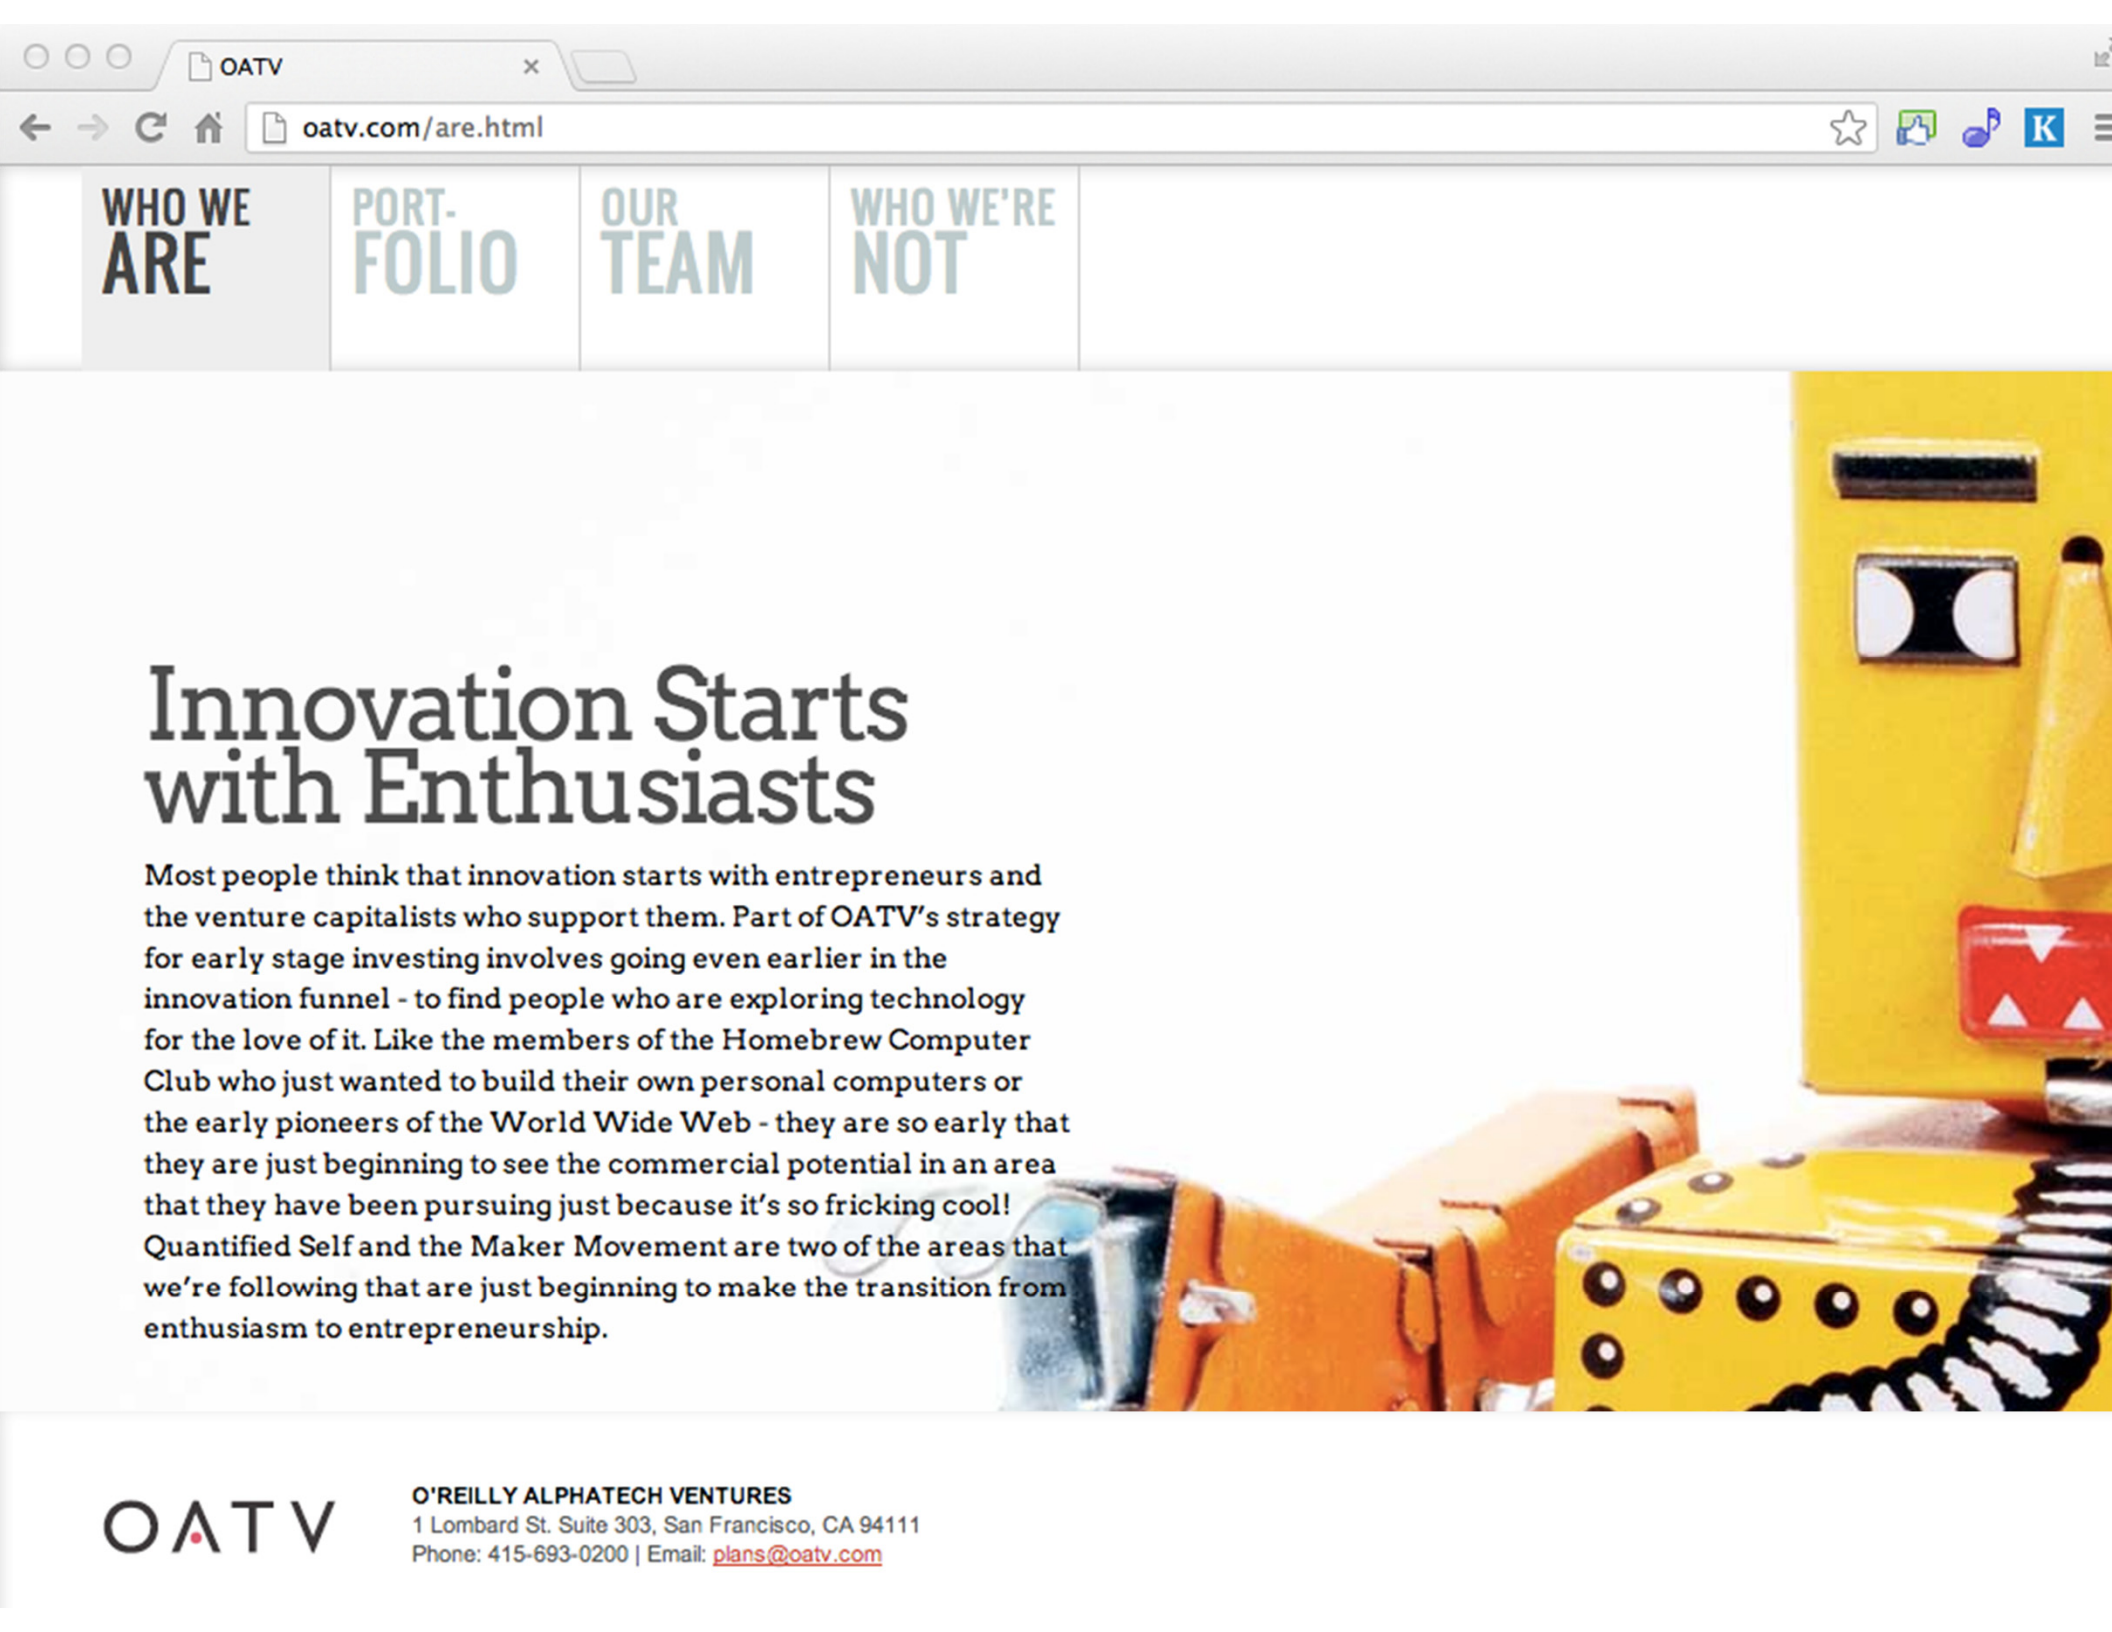 OATV
oatv.com/are.html
K
WHO WE
ARE
PORT-
FOLIO
OUR
TEAM
WHO WE'RE
NOT
Innovation Starts
with Enthusiasts
Most people think that innovation starts with entrepreneurs and
the venture capitalists who support them. Part of OATV’s strategy
for early stage investing involves going even earlier in the
innovation funnel - to find people who are exploring technology
for the love of it. Like the members of the Homebrew Computer
Club who just wanted to build their own personal computers or
the early pioneers of the World Wide Web - they are so early that
they are just beginning to see the commercial potential in an area
that they have been pursuing just because it’s so fricking cool!
Quantified Self and the Maker Movement are two of the areas that
we’re following that are just beginning to make the transition from
enthusiasm to entrepreneurship.
OATV
O'REILLY ALPHATECH VENTURES
1 Lombard St. Suite 303, San Francisco, CA 94111
Phone: 415-693-0200 | Email: plans@oatv.com